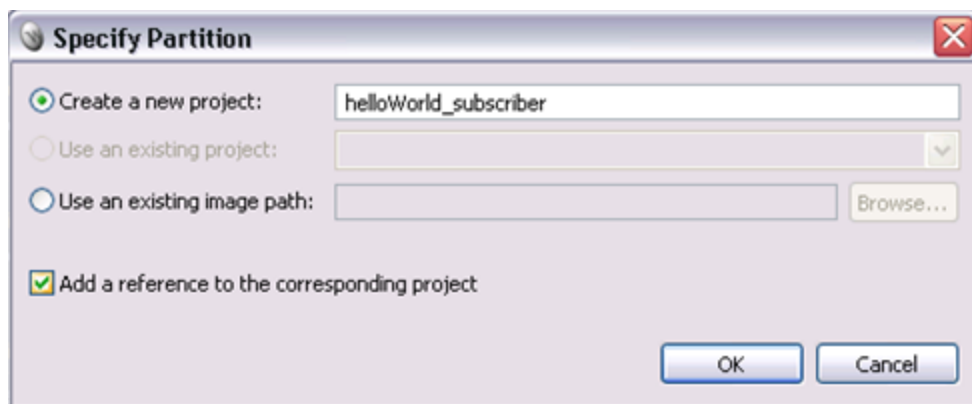 Specify Partition
Create a new project: helloWorld_subscriber
Use an existing project:
Use an existing image path: Browse...
Add a reference to the corresponding project
OK Cancel